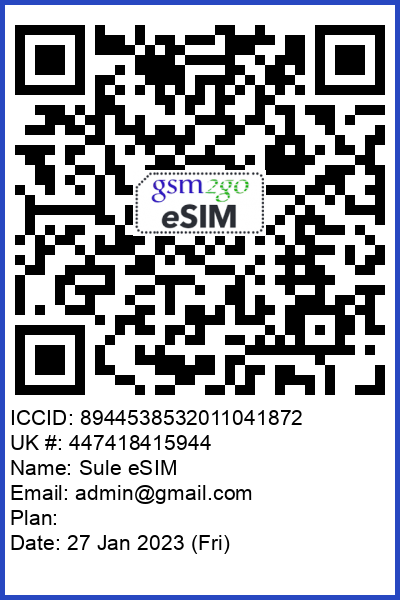 gsm2go
eSIM
ICCID: 8944538532011041872
UK #: 447418415944
Name: Sule eSIM
Email: admin@gmail.com
Plan:
Date: 27 Jan 2023 (Fri)